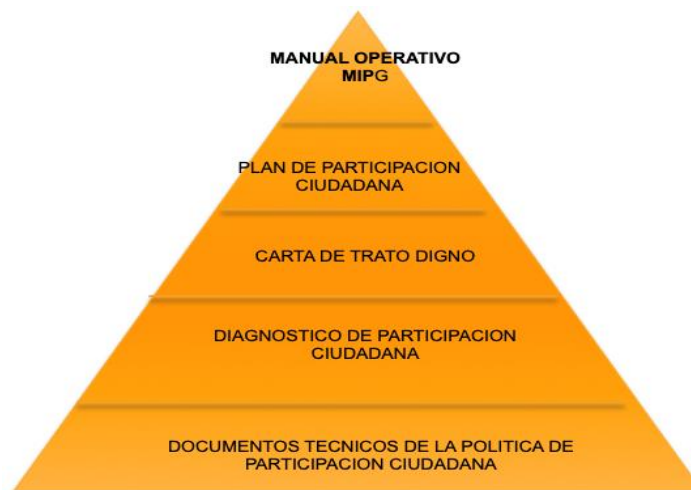 MANUAL OPERATIVO
MIPG
PLAN DE PARTICIPACION
CIUDADANA
CARTA DE TRATO DIGNO
DIAGNOSTICO DE PARTICIPACION
CIUDADANA
DOCUMENTOS TECNICOS DE LA POLITICA DE
PARTICIPACION CIUDADANA